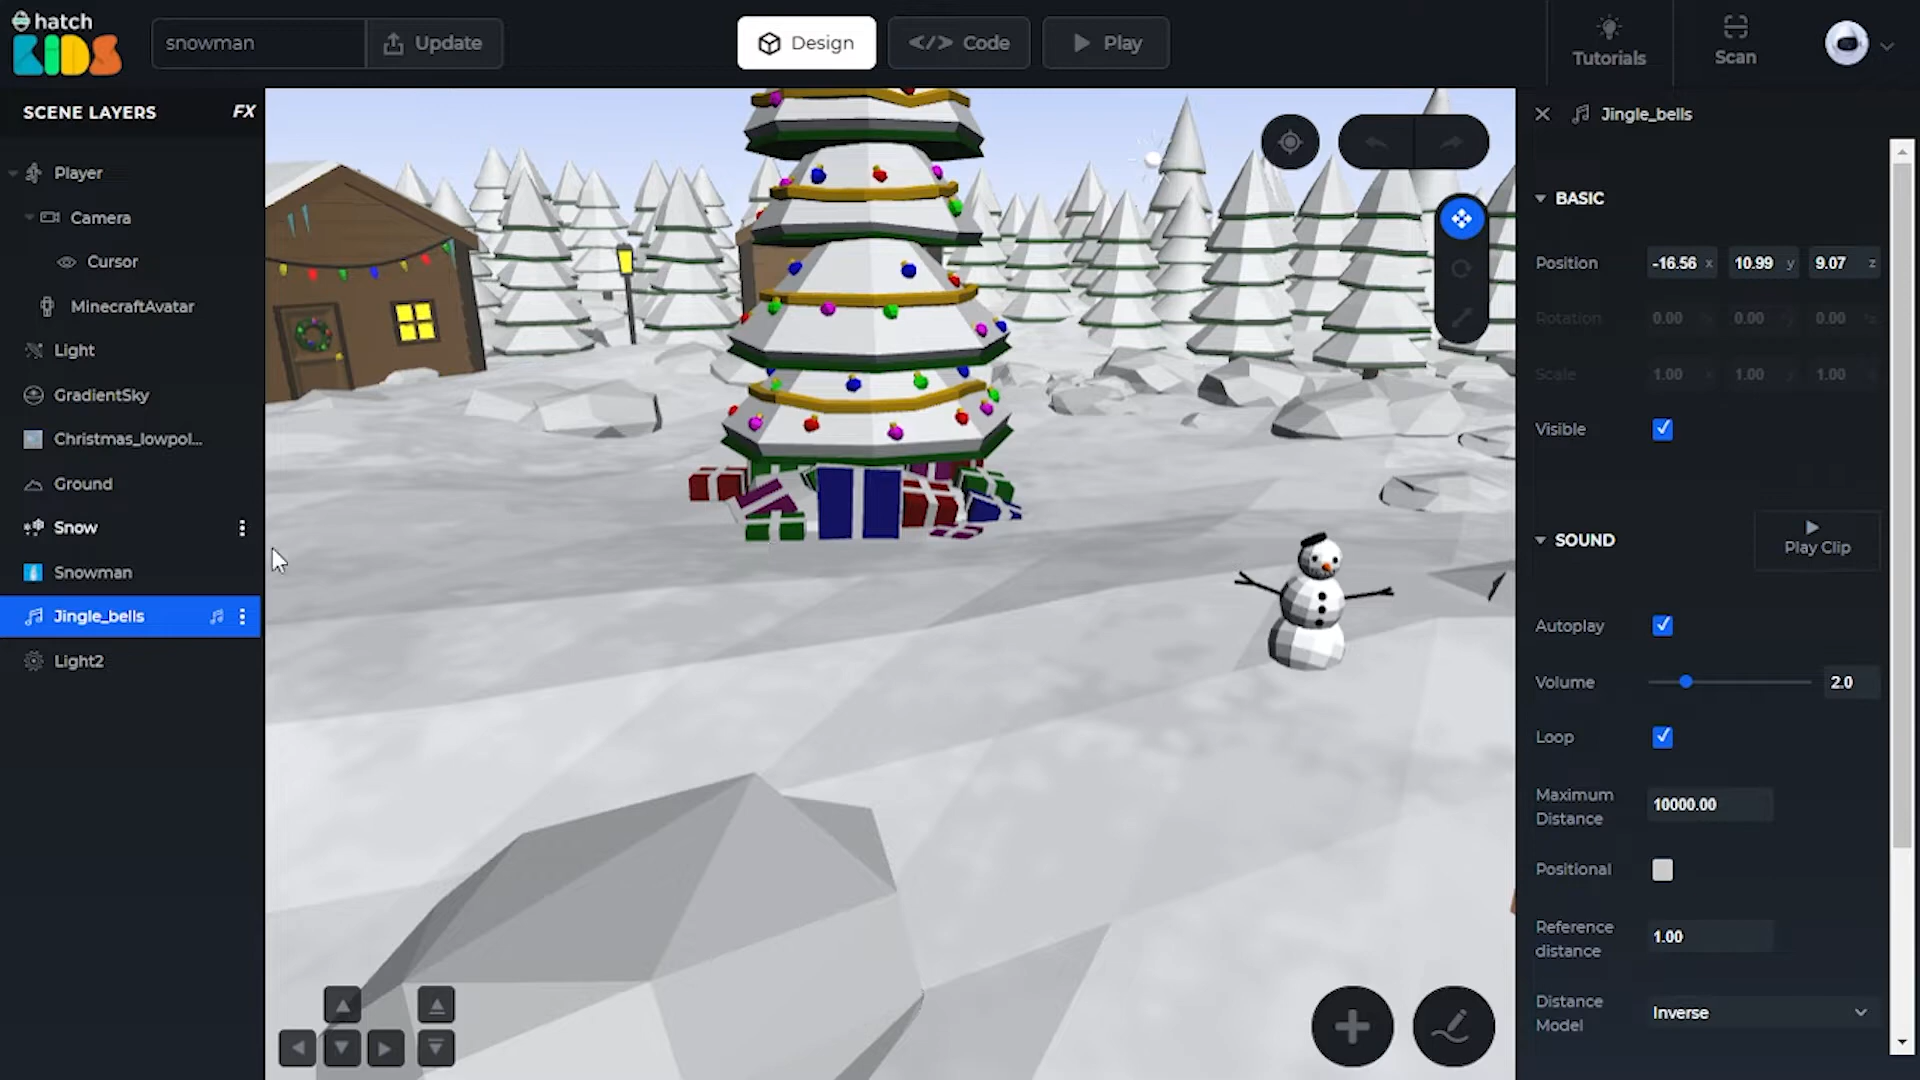 hatch
KIDS
snowman
Update
Design
</> Code
Play
Tutorials
Scan
SCENE LAYERS
FX
Player
Camera
Cursor
MinecraftAvatar
Light
GradientSky
Christmas_lowpol...
Ground
Snow
Snowman
Jingle_bells
Light2
Jingle_bells
BASIC
Position -16.56 x 10.99 y 9.07 z
Rotation 0.00 0.00 0.00
Scale 1.00 1.00 1.00
Visible
SOUND
Play Clip
Autoplay
Volume 2.0
Loop
Maximum
Distance
10000.00
Positional
Reference
distance
1.00
Distance
Model
Inverse